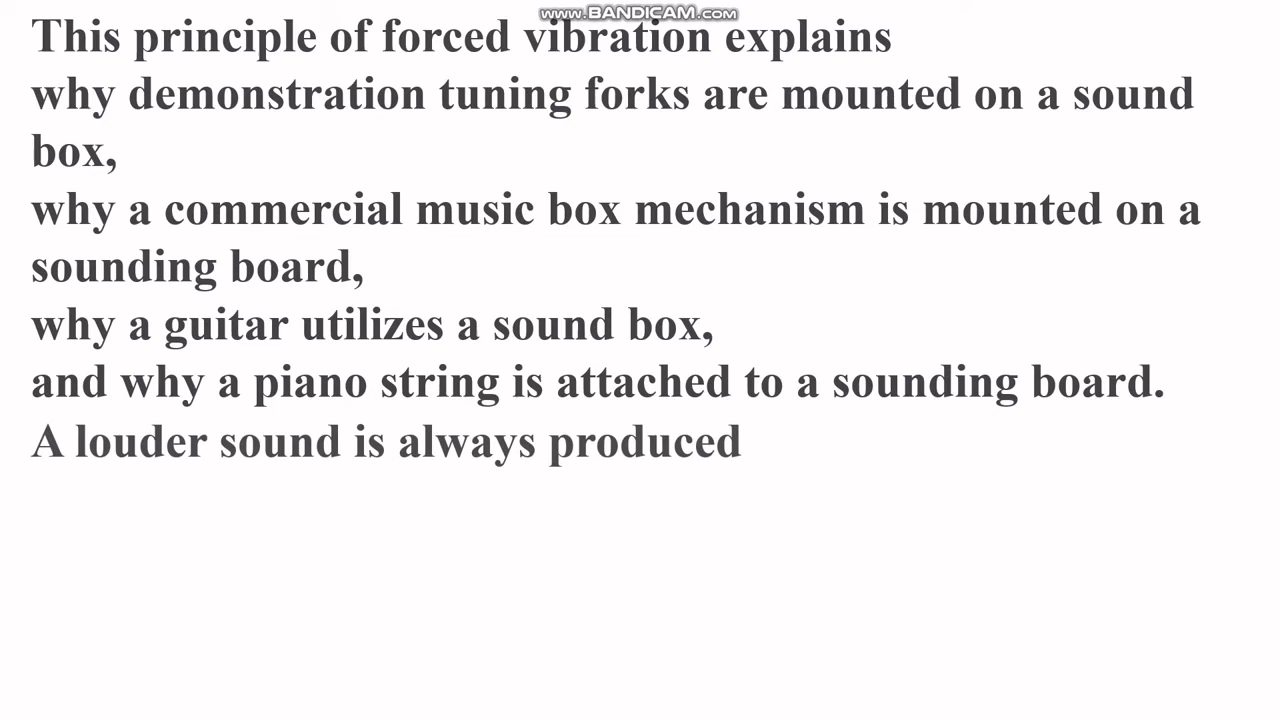 www.BANDICAM.com
This principle of forced vibration explains
why demonstration tuning forks are mounted on a sound
box,
why a commercial music box mechanism is mounted on a
sounding board,
why a guitar utilizes a sound box,
and why a piano string is attached to a sounding board.
A louder sound is always produced